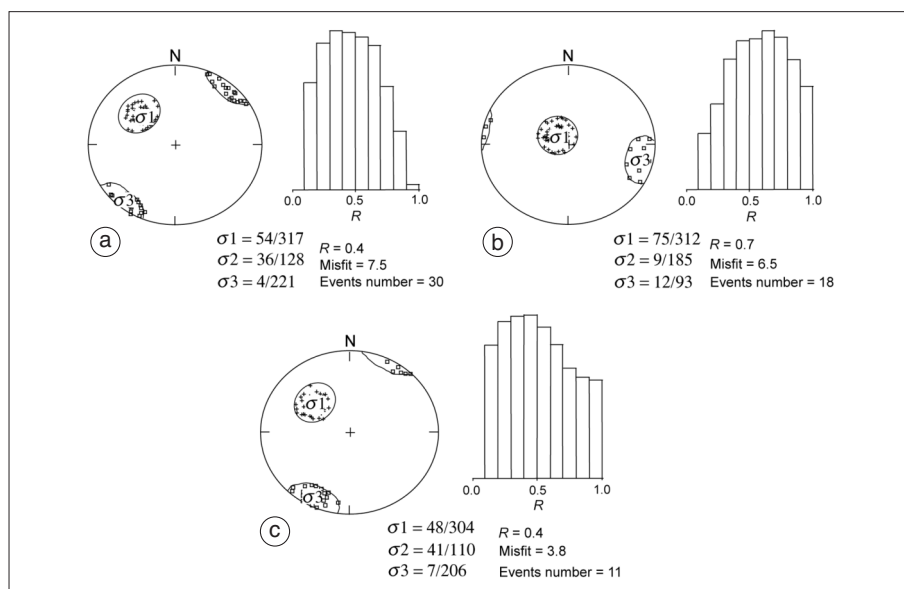 N
σ1
σ3
0.0 0.5 1.0
R
a
σ1 = 54/317
σ2 = 36/128
σ3 = 4/221
R = 0.4
Misfit = 7.5
Events number = 30
N
σ1
σ3
0.0 0.5 1.0
R
b
σ1 = 75/312
σ2 = 9/185
σ3 = 12/93
R = 0.7
Misfit = 6.5
Events number = 18
N
σ1
σ3
0.0 0.5 1.0
R
c
σ1 = 48/304
σ2 = 41/110
σ3 = 7/206
R = 0.4
Misfit = 3.8
Events number = 11